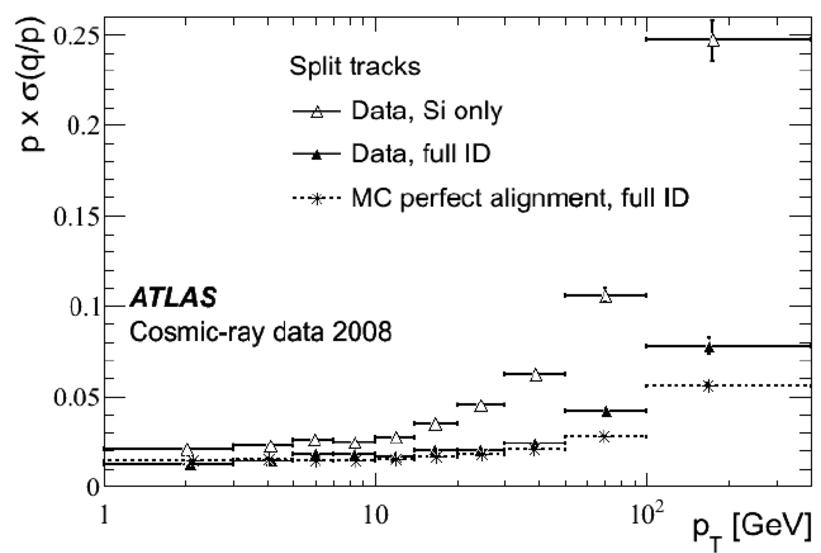 p x σ(q/p)
0.25
0.2
0.15
0.1
0.05
0
Split tracks
Data, Si only
Data, full ID
MC perfect alignment, full ID
ATLAS
Cosmic-ray data 2008
1
10
10²
p_T [GeV]